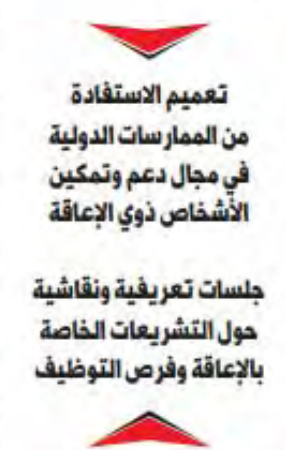 تعميم الاستفادة
من الممارسات الدولية
في مجال دعم وتمكين
الأشخاص ذوي الإعاقة
جلسات تعريفية ونقاشية
حول التشريعات الخاصة
بالإعاقة وفرص التوظيف